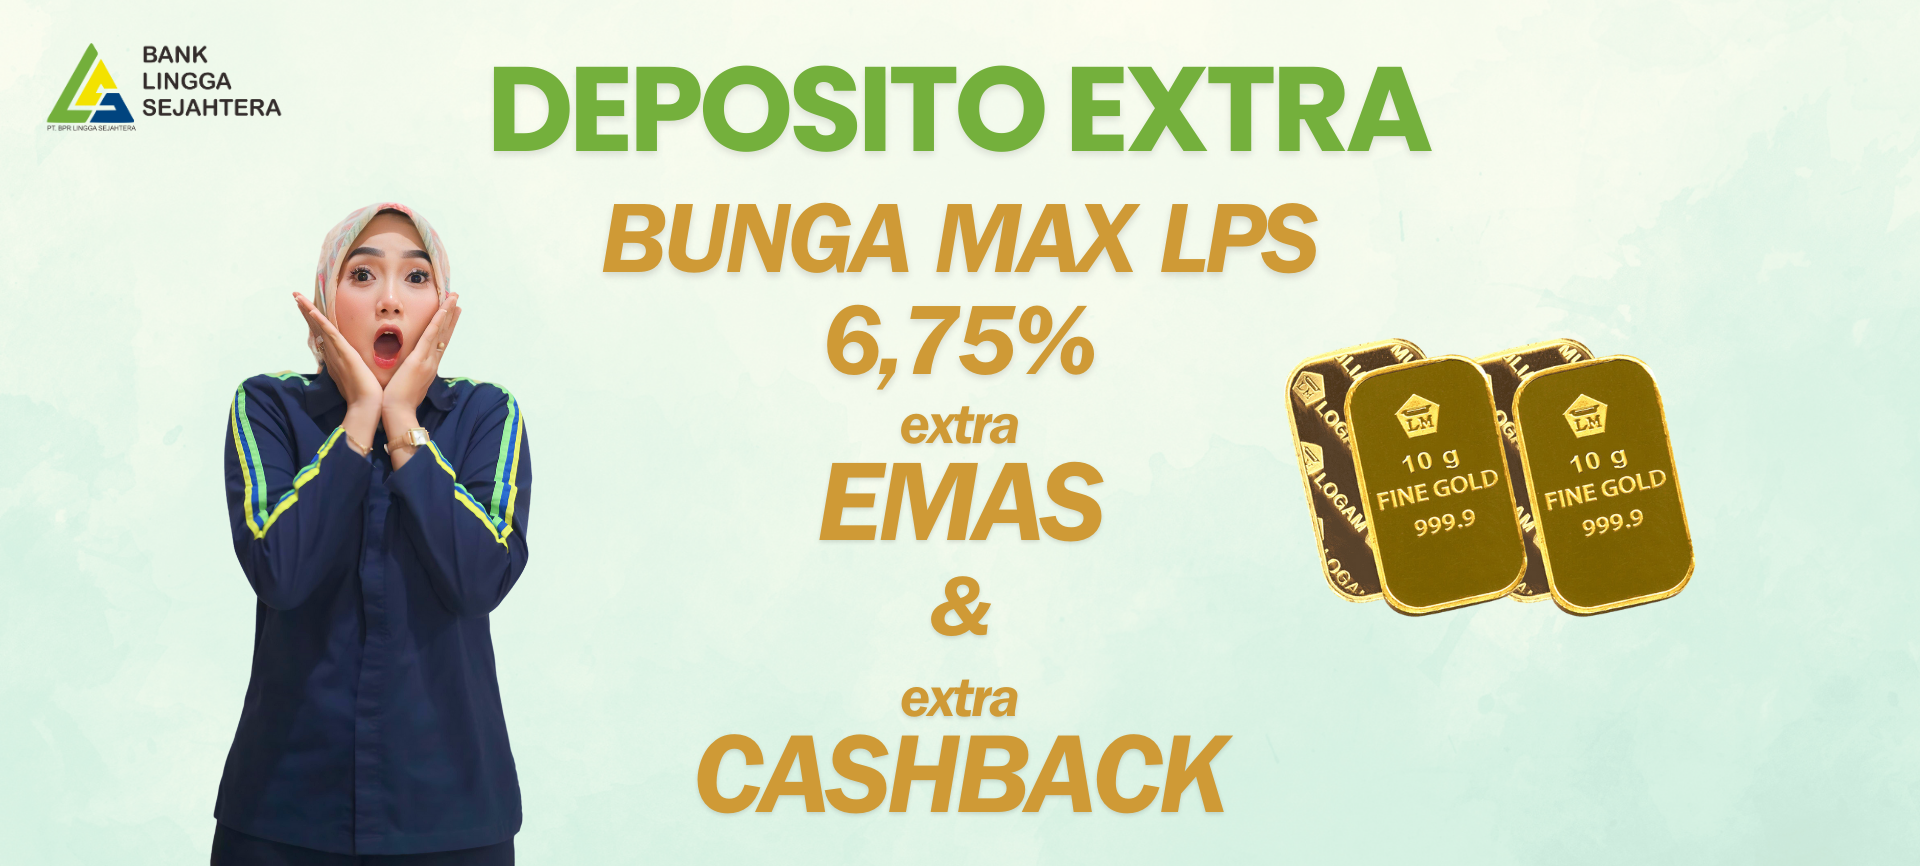 BANK
LINGGA
SEJAHTERA
PT. BPR LINGGA SEJAHTERA
DEPOSITO EXTRA
BUNGA MAX LPS
6,75%
extra
EMAS
&
extra
CASHBACK
LM
10 g
FINE GOLD
999.9
LM
10 g
FINE GOLD
999.9
LOGAM